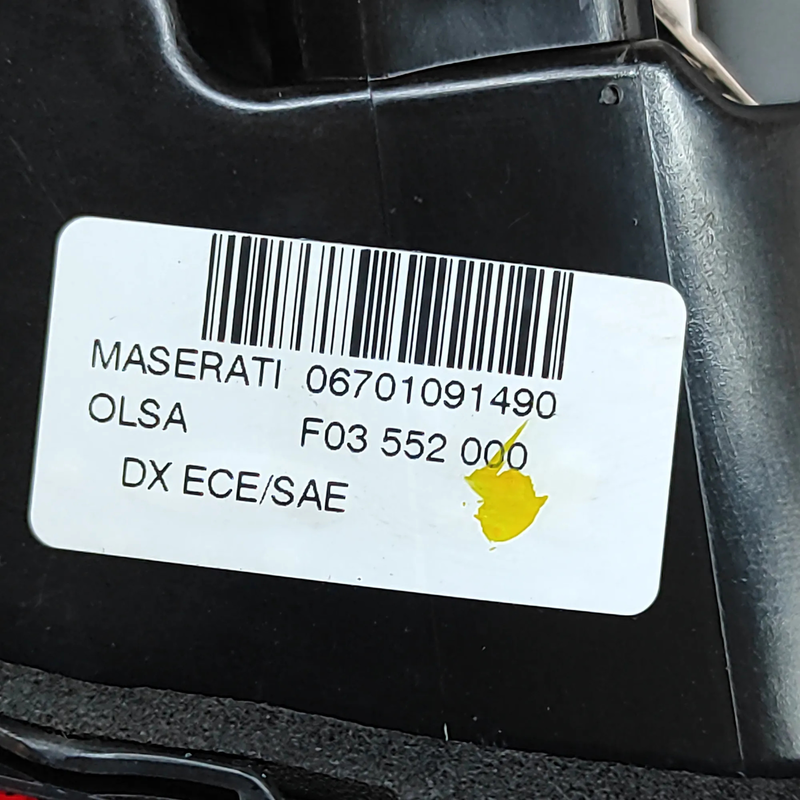 MASERATI 06701091490
OLSA F03 552 000
DX ECE/SAE